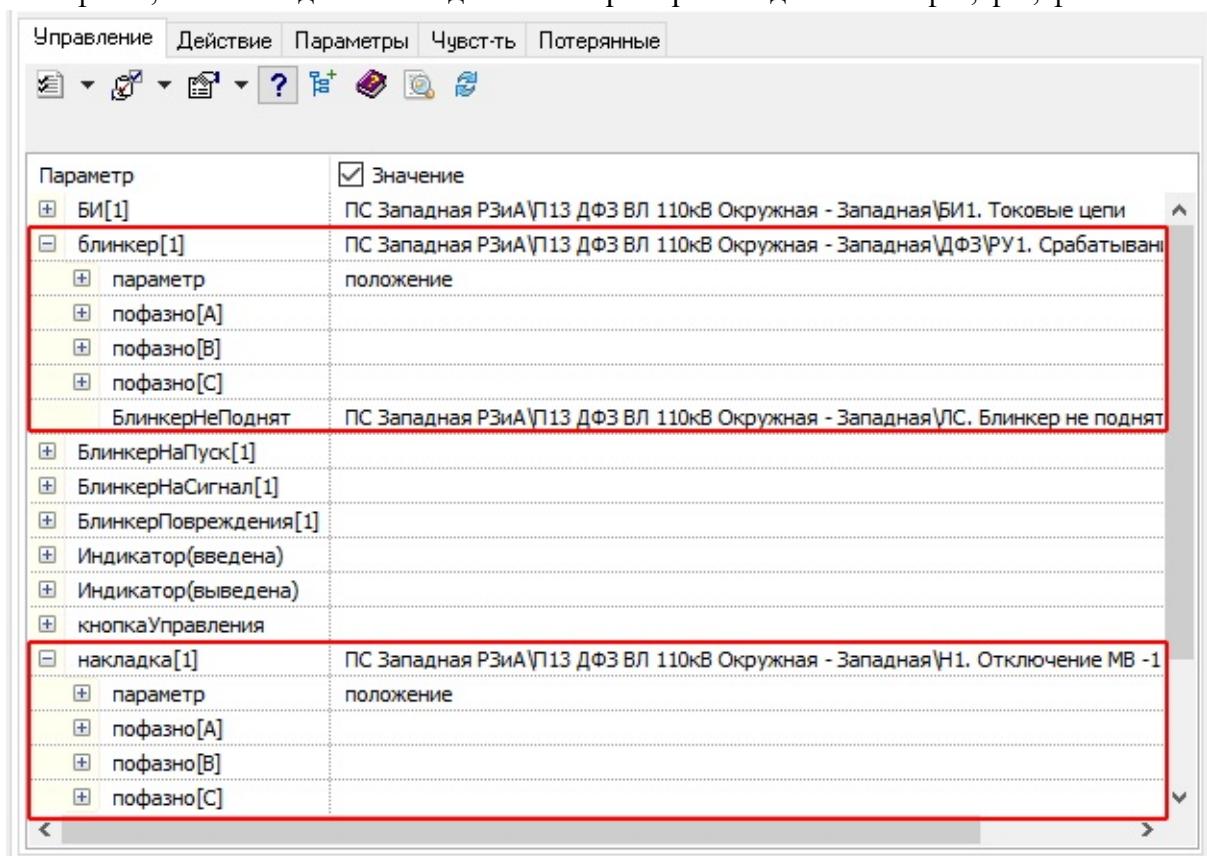 Управление Действие Параметры Чувст-ть Потерянные
Параметр Значение
БИ[1] ПС Западная РЗиА\П13 ДФЗ ВЛ 110кВ Окружная - Западная\БИ1. Токовые цепи
блинкер[1] ПС Западная РЗиА\П13 ДФЗ ВЛ 110кВ Окружная - Западная\ДФЗ\РУ1. Срабатывани
параметр положение
пофазно[A]
пофазно[B]
пофазно[C]
БлинкерНеПоднят ПС Западная РЗиА\П13 ДФЗ ВЛ 110кВ Окружная - Западная\ЛС. Блинкер не поднят
БлинкерНаПуск[1]
БлинкерНаСигнал[1]
БлинкерПовреждения[1]
Индикатор(введена)
Индикатор(выведена)
кнопкаУправления
накладка[1] ПС Западная РЗиА\П13 ДФЗ ВЛ 110кВ Окружная - Западная\Н1. Отключение МВ -1
параметр положение
пофазно[A]
пофазно[B]
пофазно[C]